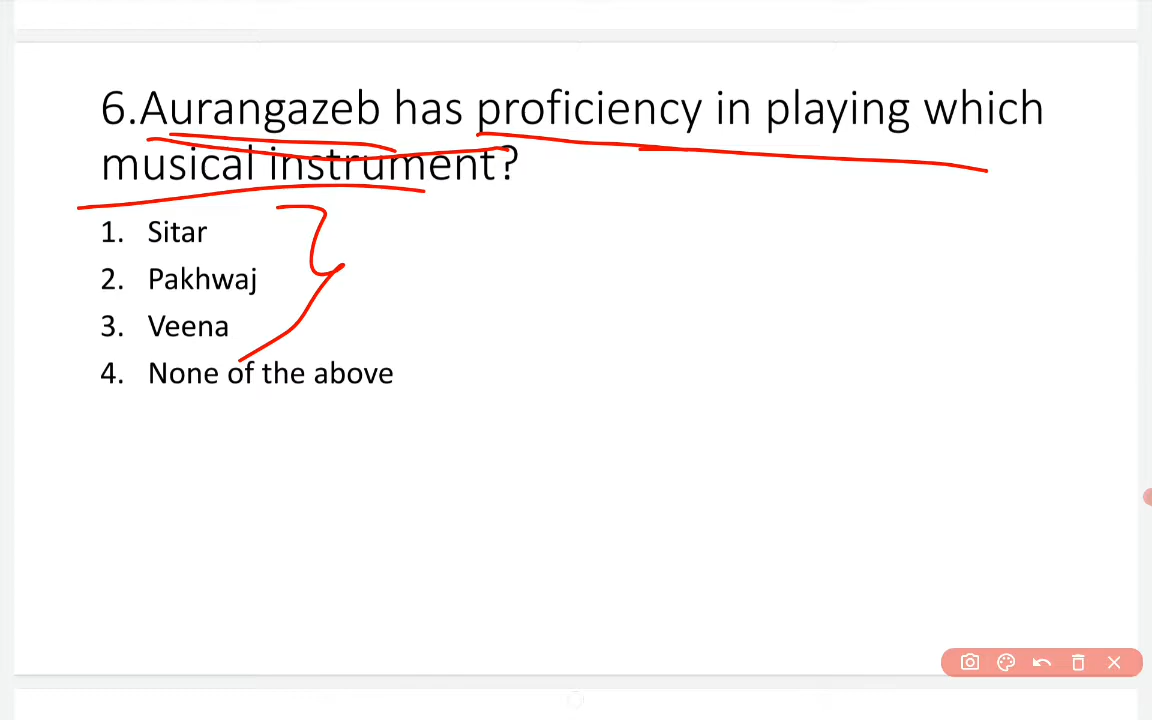 6.Aurangazeb has proficiency in playing which
musical instrument?
1. Sitar
2. Pakhwaj
3. Veena
4. None of the above